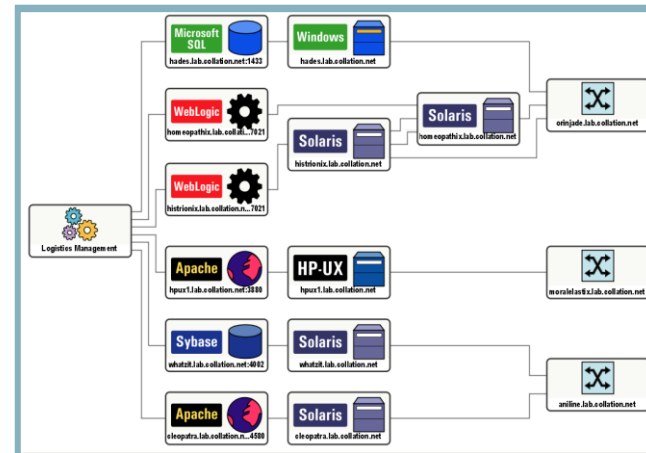 Microsoft
SQL
hades.lab.collation.net:1433
Windows
hades.lab.collation.net
WebLogic
homeopathix.lab.collati...7021
Solaris
homeopathix.lab.collation.net
orinjade.lab.collation.net
Solaris
histrionix.lab.collation.net
WebLogic
histrionix.lab.collation.n...7021
Logistics Management
Apache
hpux1.lab.collation.net:3880
HP-UX
hpux1.lab.collation.net
moralelastix.lab.collation.net
Sybase
whatzit.lab.collation.net:4002
Solaris
whatzit.lab.collation.net
aniline.lab.collation.net
Apache
cleopatra.lab.collation.n...4580
Solaris
cleopatra.lab.collation.net